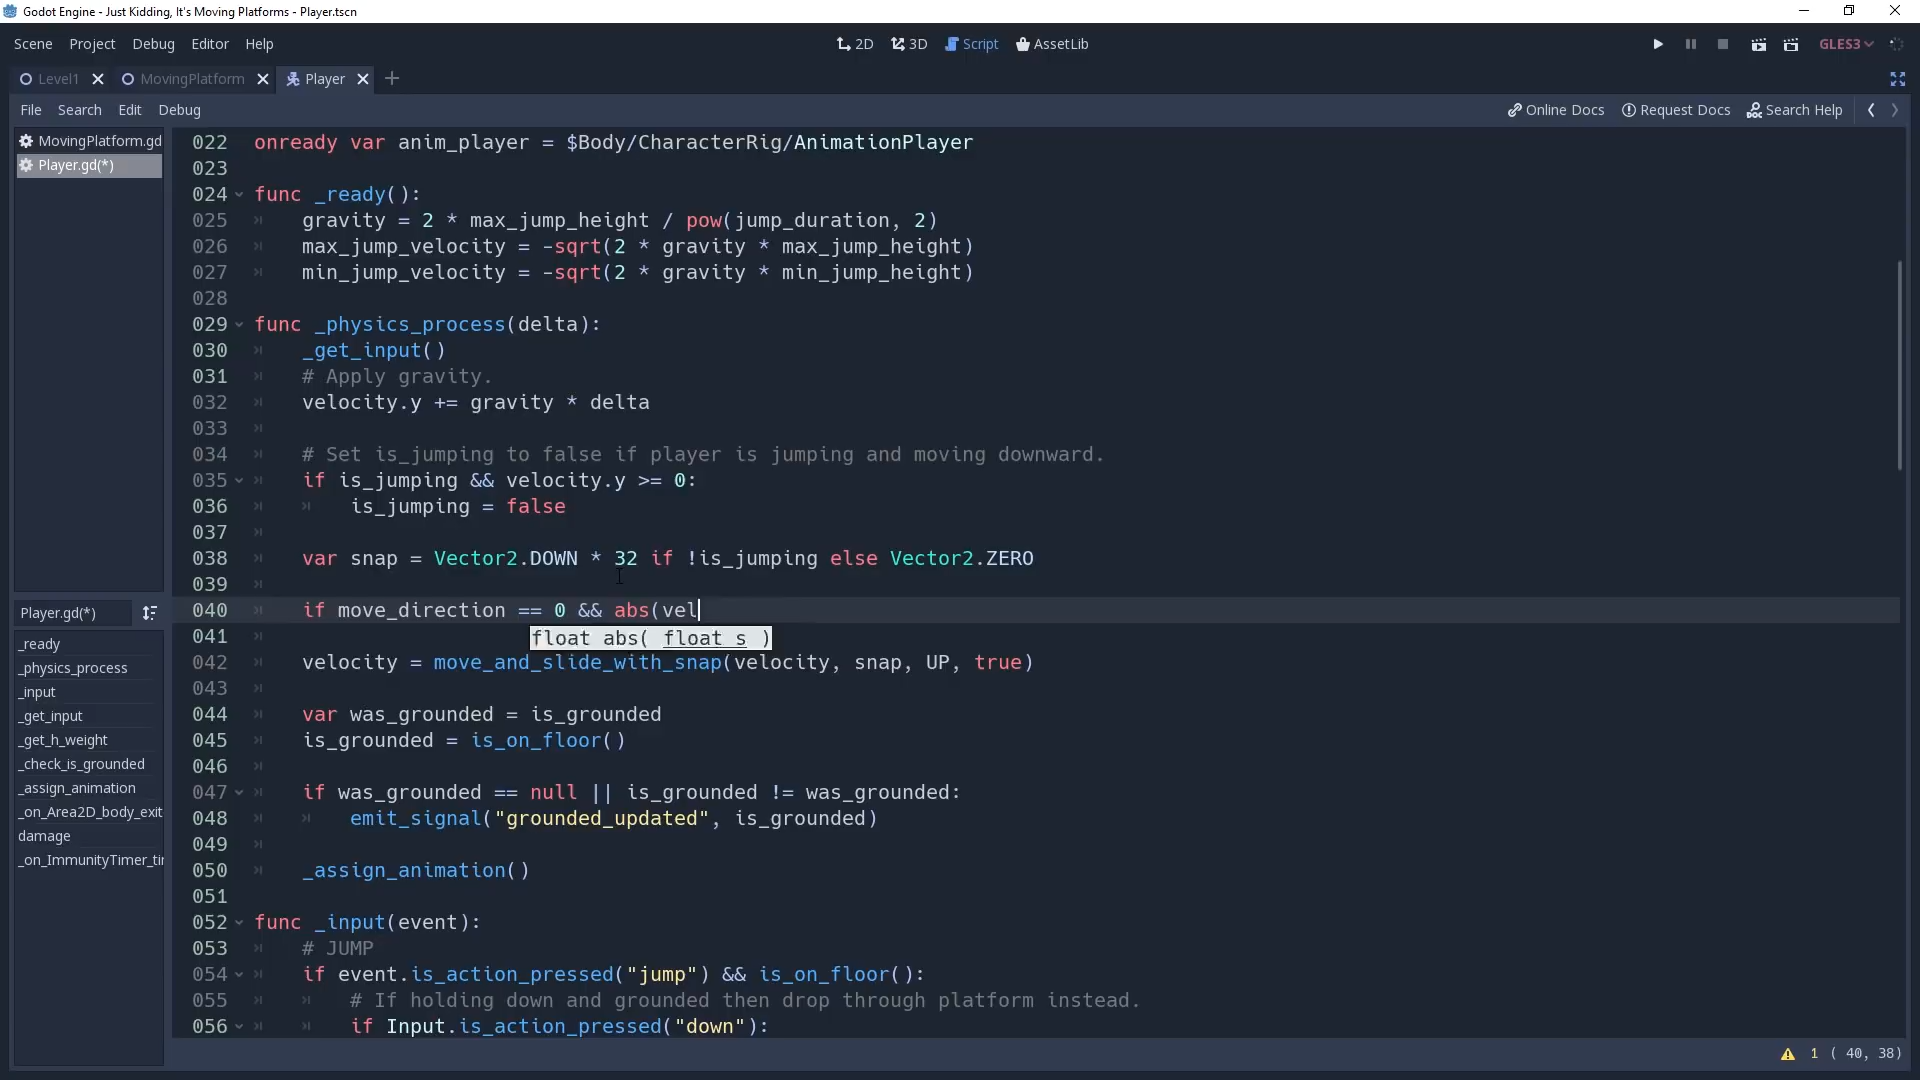 Godot Engine - Just Kidding, It's Moving Platforms - Player.tscn
Scene Project Debug Editor Help 2D 3D Script AssetLib GLES3
Level1 MovingPlatform Player
File Search Edit Debug Online Docs Request Docs Search Help
MovingPlatform.gd
Player.gd(*)
Player.gd(*)
_ready
_physics_process
_input
_get_input
_get_h_weight
_check_is_grounded
_assign_animation
_on_Area2D_body_exit
damage
_on_ImmunityTimer_tir
022 onready var anim_player = $Body/CharacterRig/AnimationPlayer
023
024 func _ready():
025 gravity = 2 * max_jump_height / pow(jump_duration, 2)
026 max_jump_velocity = -sqrt(2 * gravity * max_jump_height)
027 min_jump_velocity = -sqrt(2 * gravity * min_jump_height)
028
029 func _physics_process(delta):
030 _get_input()
031 # Apply gravity.
032 velocity.y += gravity * delta
033
034 # Set is_jumping to false if player is jumping and moving downward.
035 if is_jumping && velocity.y >= 0:
036 is_jumping = false
037
038 var snap = Vector2.DOWN * 32 if !is_jumping else Vector2.ZERO
039
040 if move_direction == 0 && abs(vel
041 float abs( float s )
042 velocity = move_and_slide_with_snap(velocity, snap, UP, true)
043
044 var was_grounded = is_grounded
045 is_grounded = is_on_floor()
046
047 if was_grounded == null || is_grounded != was_grounded:
048 emit_signal("grounded_updated", is_grounded)
049
050 _assign_animation()
051
052 func _input(event):
053 # JUMP
054 if event.is_action_pressed("jump") && is_on_floor():
055 # If holding down and grounded then drop through platform instead.
056 if Input.is_action_pressed("down"):
1 ( 40, 38)